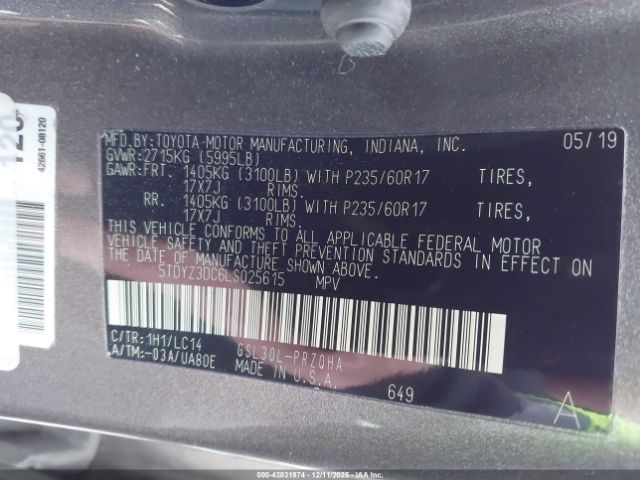 42661-08120
MFD.BY:TOYOTA MOTOR MANUFACTURING, INDIANA, INC. 05/19
GVWR:2715KG (5995LB)
GAWR:FRT. 1405KG (3100LB) WITH P235/60R17 TIRES,
17X7J RIMS.
RR. 1405KG (3100LB) WITH P235/60R17 TIRES,
17X7J RIMS.
THIS VEHICLE CONFORMS TO ALL APPLICABLE FEDERAL MOTOR
VEHICLE SAFETY AND THEFT PREVENTION STANDARDS IN EFFECT ON
THE DATE OF MANUFACTURE SHOWN ABOVE.
5TDYZ3DC6LS025615 MPV
C/TR:1H1/LC14 GSL30L-PRZQHA
A/TM:-03A/UA80E MADE IN U.S.A.
649
A
000-43831974 - 12/11/2025 - IAAI - COPART